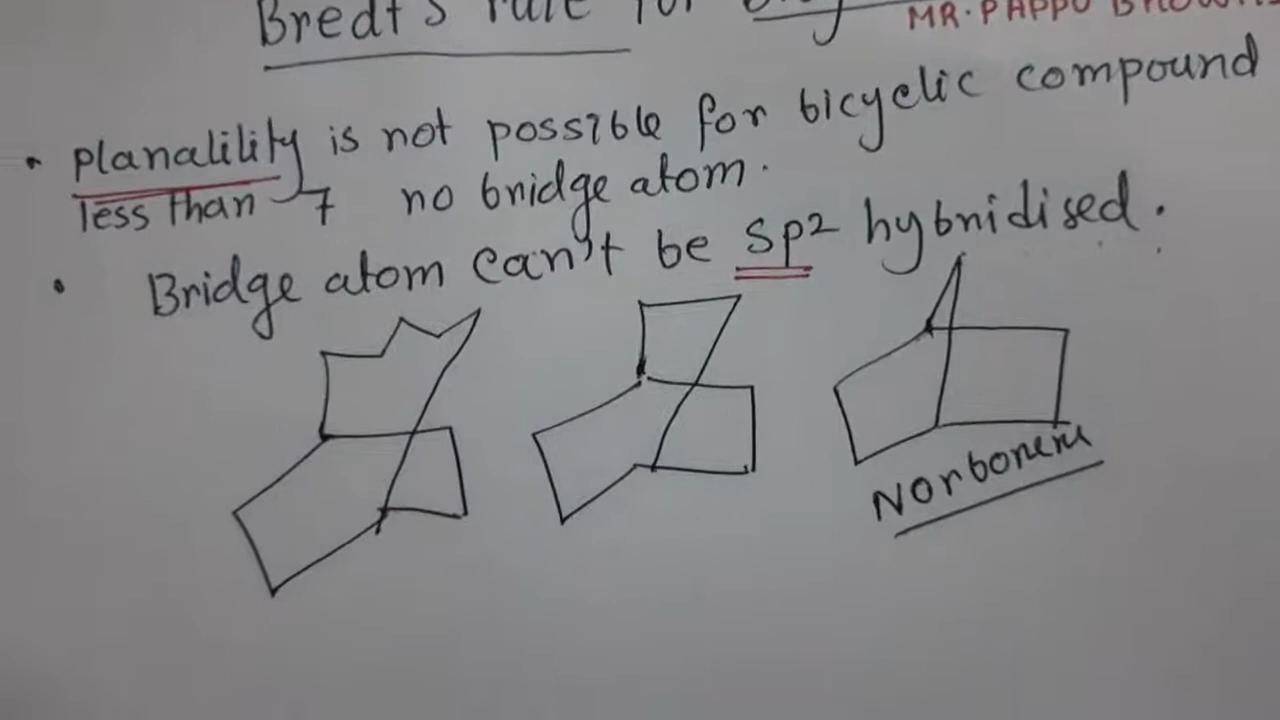 Bredt's rule for
MR. PAPPU
planalility is not possible for bicyclic compound
less than 7 no bridge atom.
Bridge atom can't be sp2 hybnidised.
Norbonene